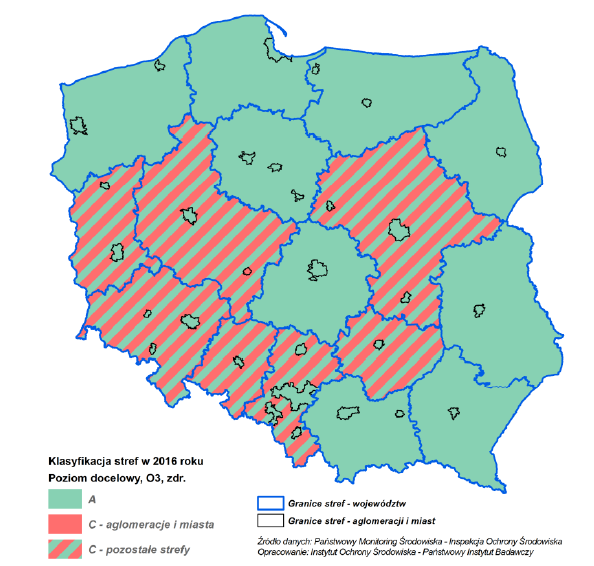 Klasyfikacja stref w 2016 roku
Poziom docelowy, O3, zdr.
A
C - aglomeracje i miasta
C - pozostałe strefy
Granice stref - województw
Granice stref - aglomeracji i miast
Źródło danych: Państwowy Monitoring Środowiska - Inspekcja Ochrony Środowiska
Opracowanie: Instytut Ochrony Środowiska - Państwowy Instytut Badawczy